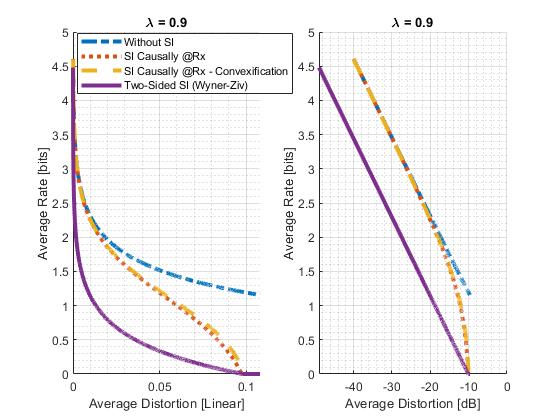 λ = 0.9
5
4.5
4
3.5
3
2.5
2
1.5
1
0.5
0
Average Rate [bits]
Without SI
SI Causally @Rx
SI Causally @Rx - Convexification
Two-Sided SI (Wyner-Ziv)
0 0.05 0.1
Average Distortion [Linear]
λ = 0.9
5
4.5
4
3.5
3
2.5
2
1.5
1
0.5
0
Average Rate [bits]
-40 -30 -20 -10 0
Average Distortion [dB]